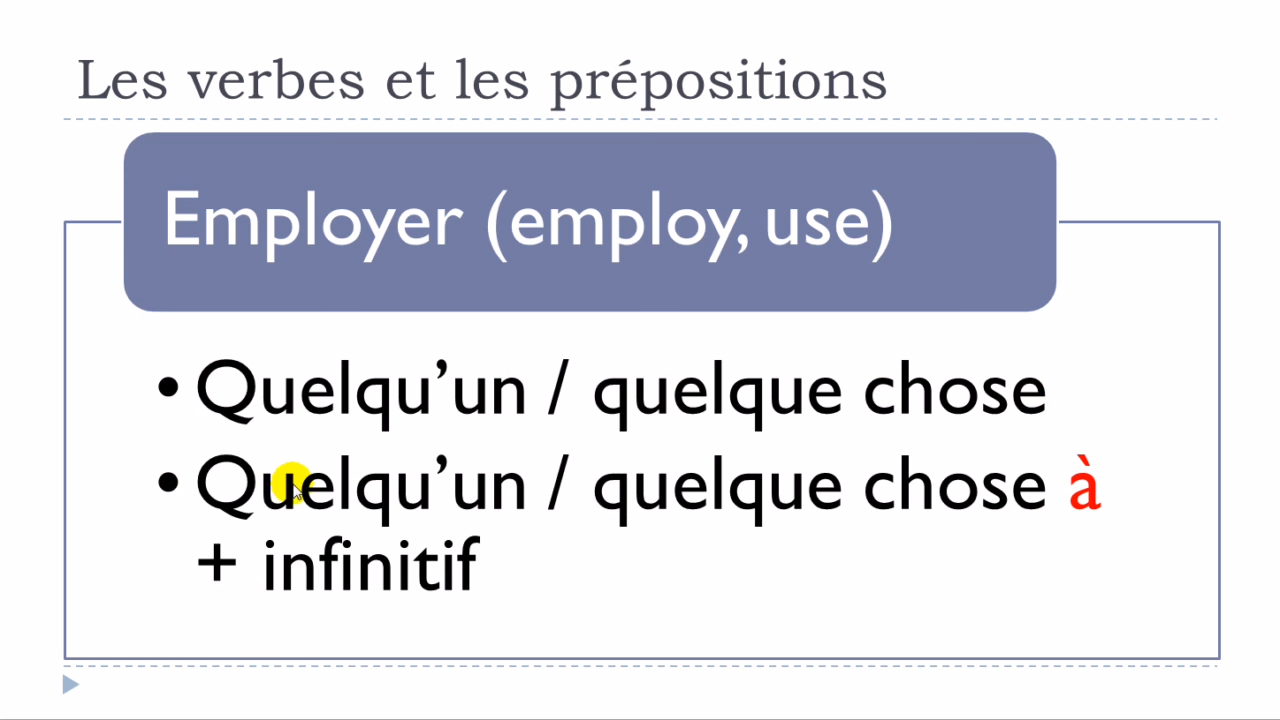 Les verbes et les prépositions
Employer (employ, use)
• Quelqu’un / quelque chose
• Quelqu’un / quelque chose à
+ infinitif